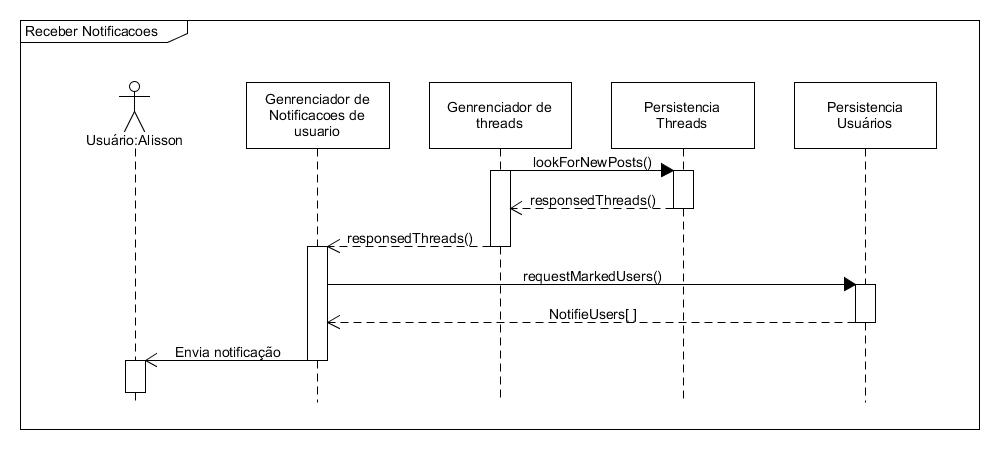 Receber Notificacoes
Usuário:Alisson
Genrenciador de
Notificacoes de
usuario
Genrenciador de
threads
Persistencia
Threads
Persistencia
Usuários
lookForNewPosts()
responsedThreads()
responsedThreads()
requestMarkedUsers()
NotifieUsers[ ]
Envia notificação